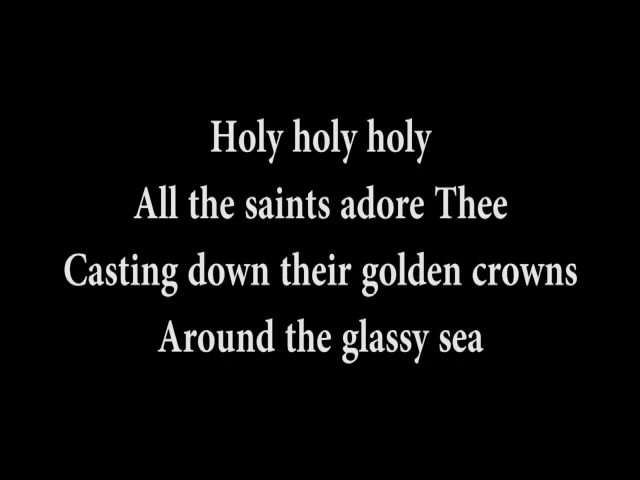 Holy holy holy
All the saints adore Thee
Casting down their golden crowns
Around the glassy sea